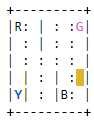 +---------+
|R: | : :G|
| : | : : |
| : : : : |
| | : | : |
|Y| : |B: |
+---------+